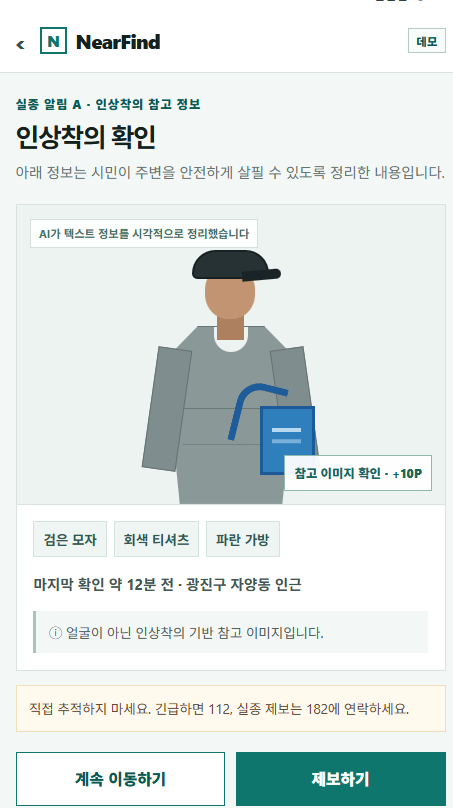 N NearFind 데모
실종 알림 A · 인상착의 참고 정보
인상착의 확인
아래 정보는 시민이 주변을 안전하게 살필 수 있도록 정리한 내용입니다.
AI가 텍스트 정보를 시각적으로 정리했습니다
참고 이미지 확인 · +10P
검은 모자 회색 티셔츠 파란 가방
마지막 확인 약 12분 전 · 광진구 자양동 인근
ⓘ 얼굴이 아닌 인상착의 기반 참고 이미지입니다.
직접 추적하지 마세요. 긴급하면 112, 실종 제보는 182에 연락하세요.
계속 이동하기 제보하기